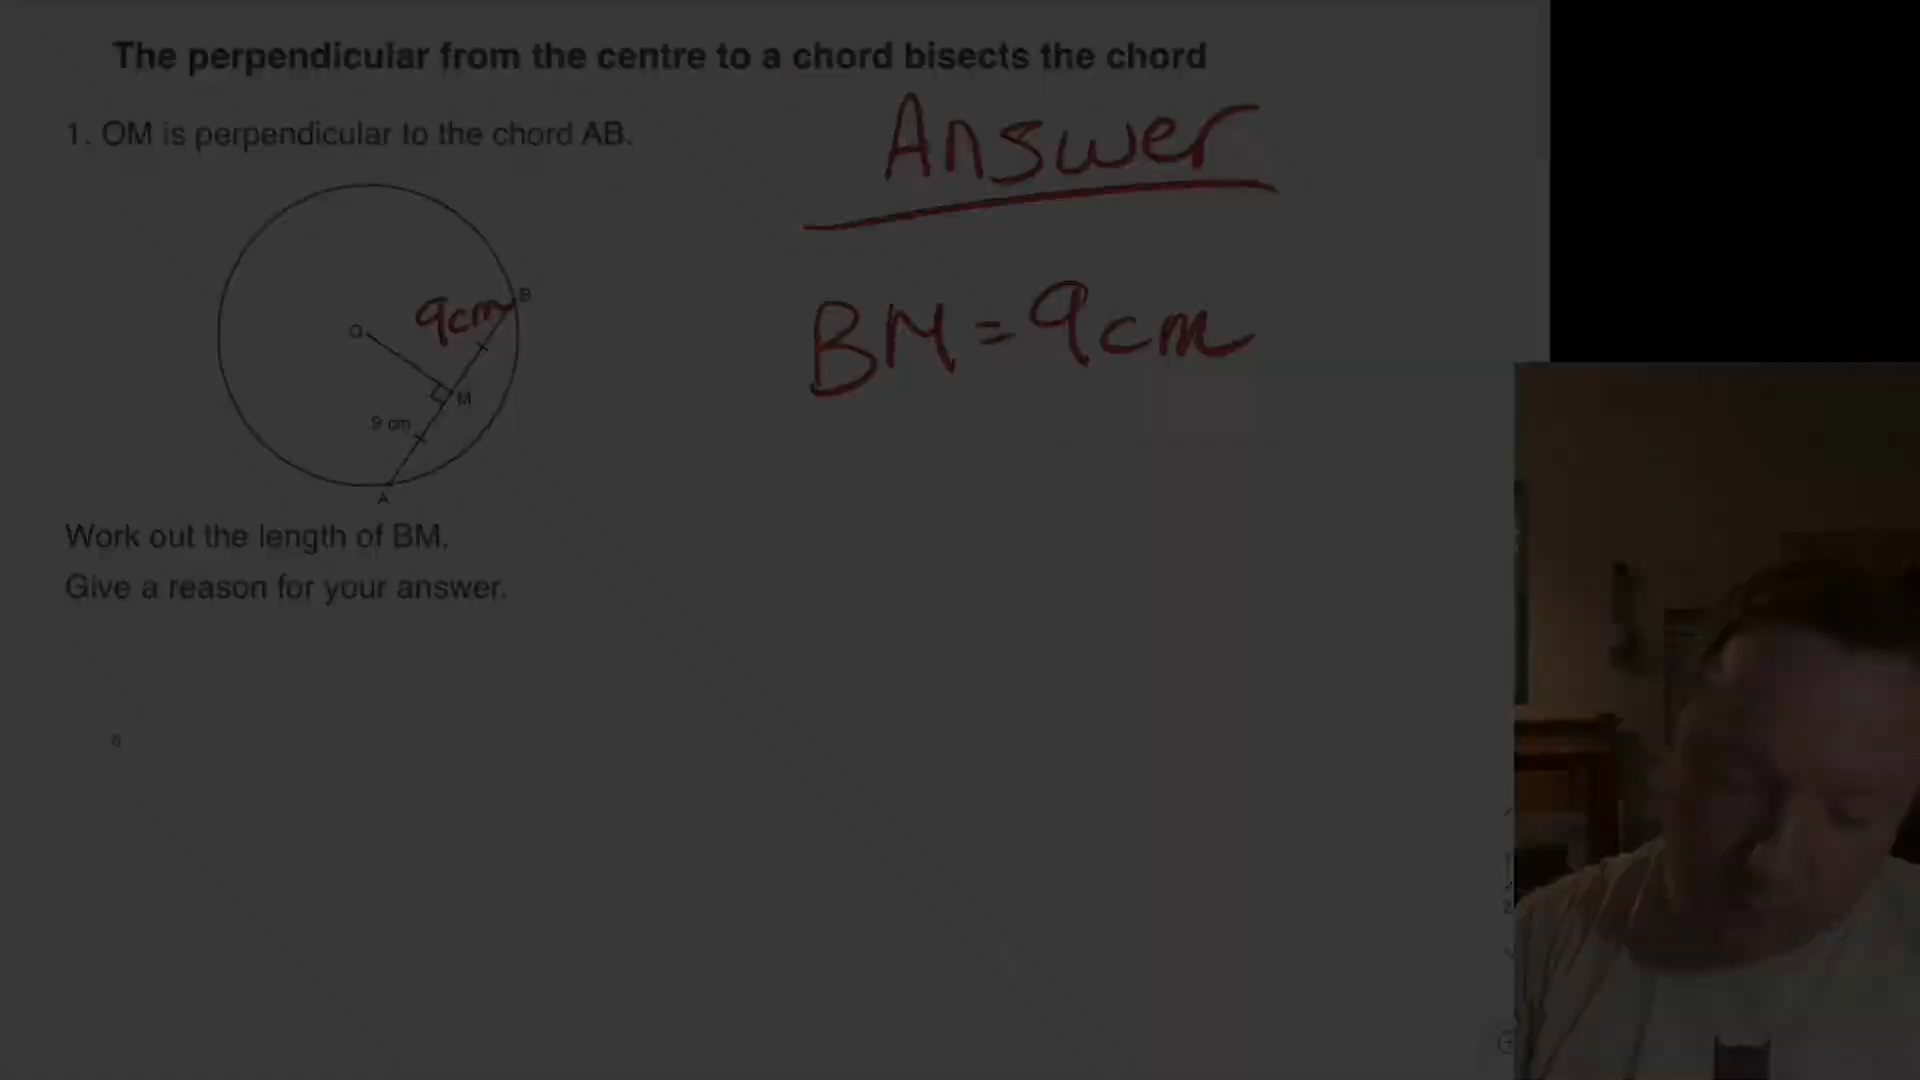 The perpendicular from the centre to a chord bisects the chord
Answer
1. OM is perpendicular to the chord AB.
BM = 9cm
B
9cm
O
M
9 cm
A
Work out the length of BM.
Give a reason for your answer.
6